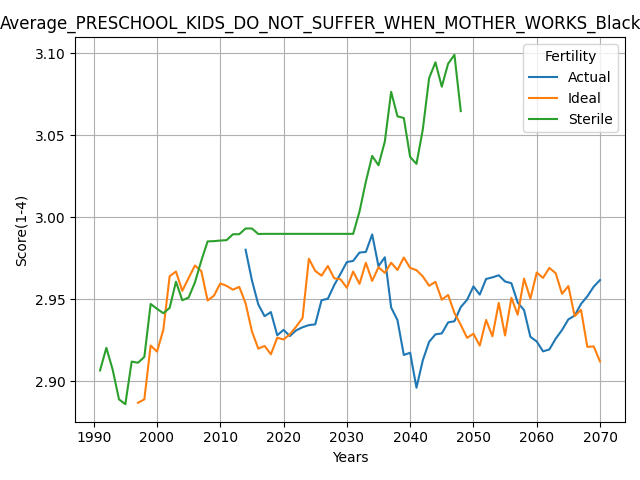 Average_PRESCHOOL_KIDS_DO_NOT_SUFFER_WHEN_MOTHER_WORKS_Black
Fertility
Actual
Ideal
Sterile
Score(1-4)
3.10
3.05
3.00
2.95
2.90
1990 2000 2010 2020 2030 2040 2050 2060 2070
Years